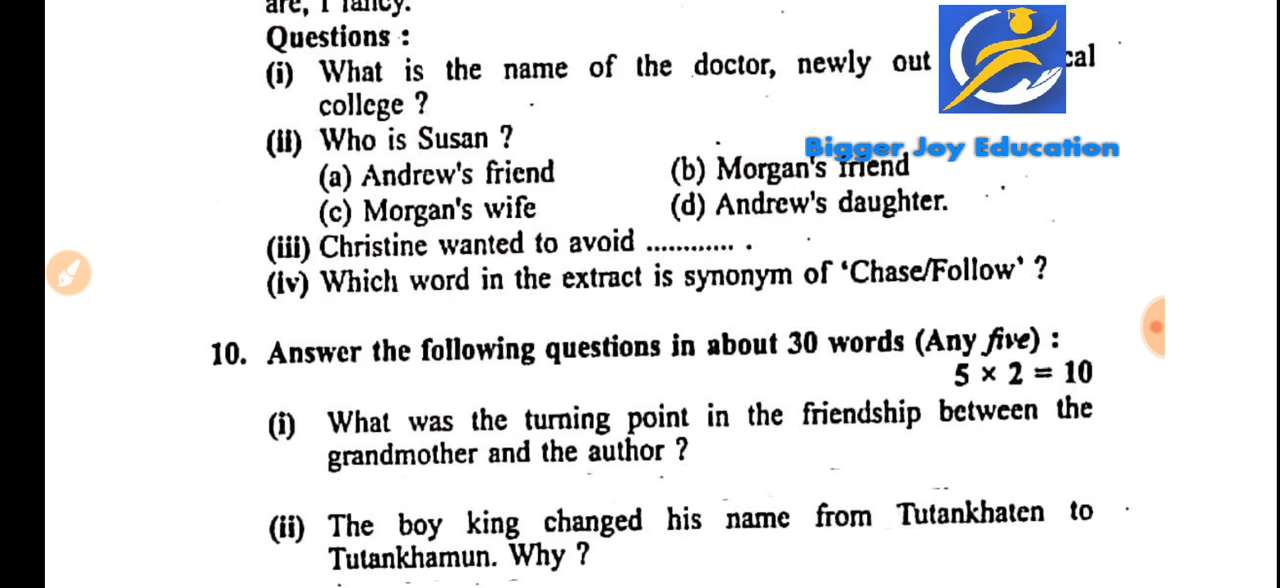 are, I fancy.
Questions :
(i) What is the name of the doctor, newly out cal
college ?
(ii) Who is Susan ?
Bigger Joy Education
(a) Andrew's friend (b) Morgan's friend
(c) Morgan's wife (d) Andrew's daughter.
(iii) Christine wanted to avoid ............ .
(iv) Which word in the extract is synonym of 'Chase/Follow' ?
10. Answer the following questions in about 30 words (Any five) :
5 × 2 = 10
(i) What was the turning point in the friendship between the
grandmother and the author ?
(ii) The boy king changed his name from Tutankhaten to
Tutankhamun. Why ?